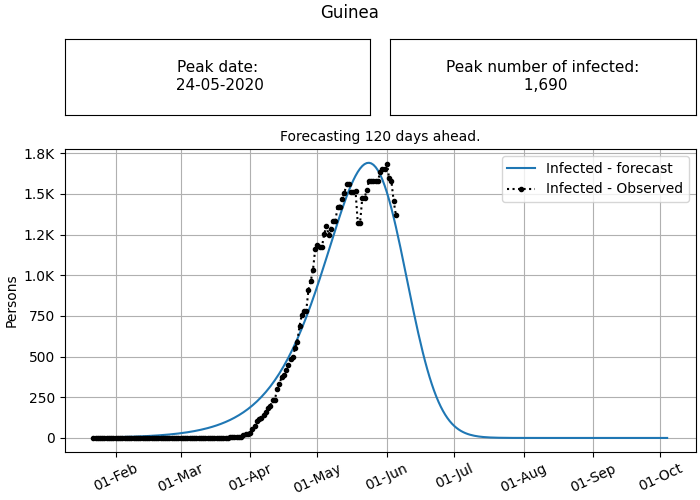 Guinea
Peak date:
24-05-2020
Peak number of infected:
1,690
Forecasting 120 days ahead.
Infected - forecast
Infected - Observed
Persons
1.8K
1.5K
1.2K
1.0K
750
500
250
0
01-Feb
01-Mar
01-Apr
01-May
01-Jun
01-Jul
01-Aug
01-Sep
01-Oct